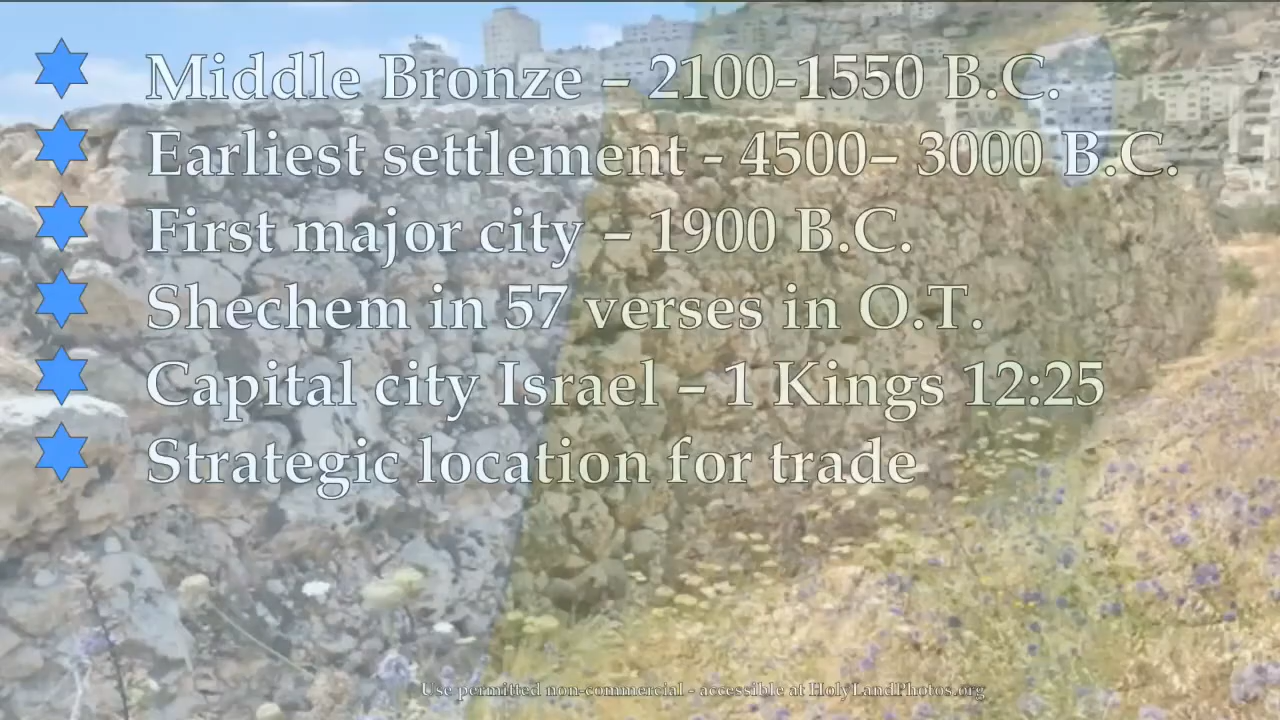 Middle Bronze – 2100-1550 B.C.
Earliest settlement - 4500– 3000 B.C.
First major city – 1900 B.C.
Shechem in 57 verses in O.T.
Capital city Israel – 1 Kings 12:25
Strategic location for trade
Use permitted non-commercial - accessible at HolyLandPhotos.org